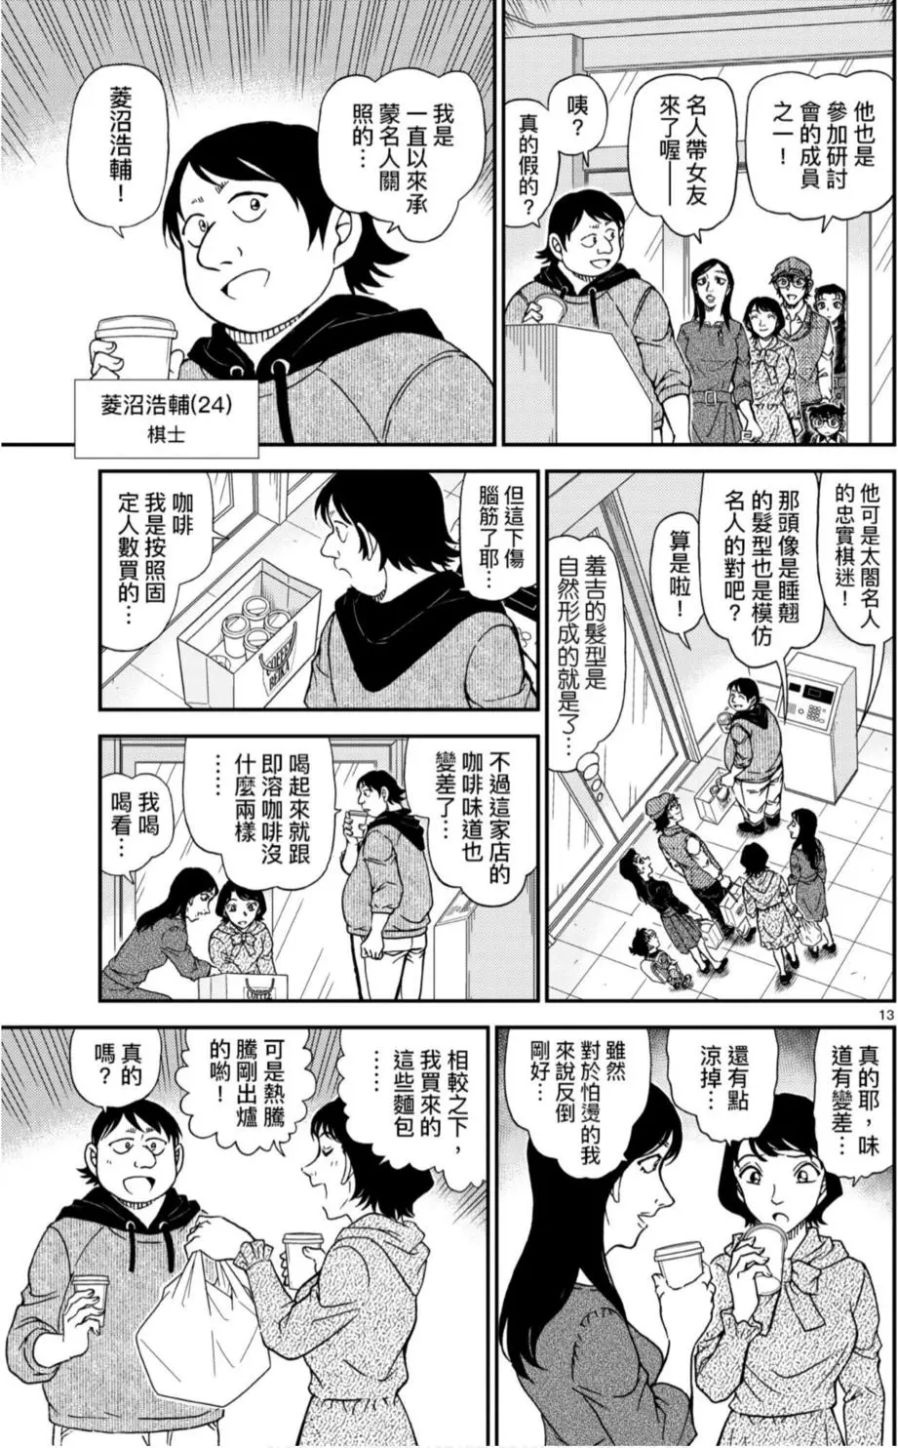 他也是
參加研討
會的成員
之一！
名人帶女友
來了喔——
咦？
真的假的？
我是
一直以來承
蒙名人關
照的…
菱沼浩輔！
菱沼浩輔(24)
棋士
他可是太閤名人
的忠實棋迷！
那頭像是睡翹
的髮型也是模仿
名人的對吧？
算是啦！
羞吉的髮型是
自然形成的就是了…
但這下傷
腦筋了耶…
咖啡
我是按照固
定人數買的…
不過這家店的
咖啡味道也
變差了…
喝起來就跟
即溶咖啡沒
什麼兩樣
……
我喝
喝看…
13
真的耶，味
道有變差…
還有點
涼掉…
雖然
對於怕燙的我
來說反倒
剛好…
相較之下，
我買來的
這些麵包
……
可是熱騰
騰剛出爐
的喲！
真的
嗎？